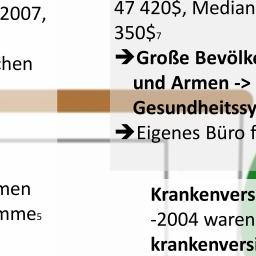 2007,
chen
men
mme₅
47 420$, Median
350$₇
➔Große Bevölke
und Armen ->
Gesundheitssy
➔Eigenes Büro f
Krankenvers
-2004 waren
krankenversi